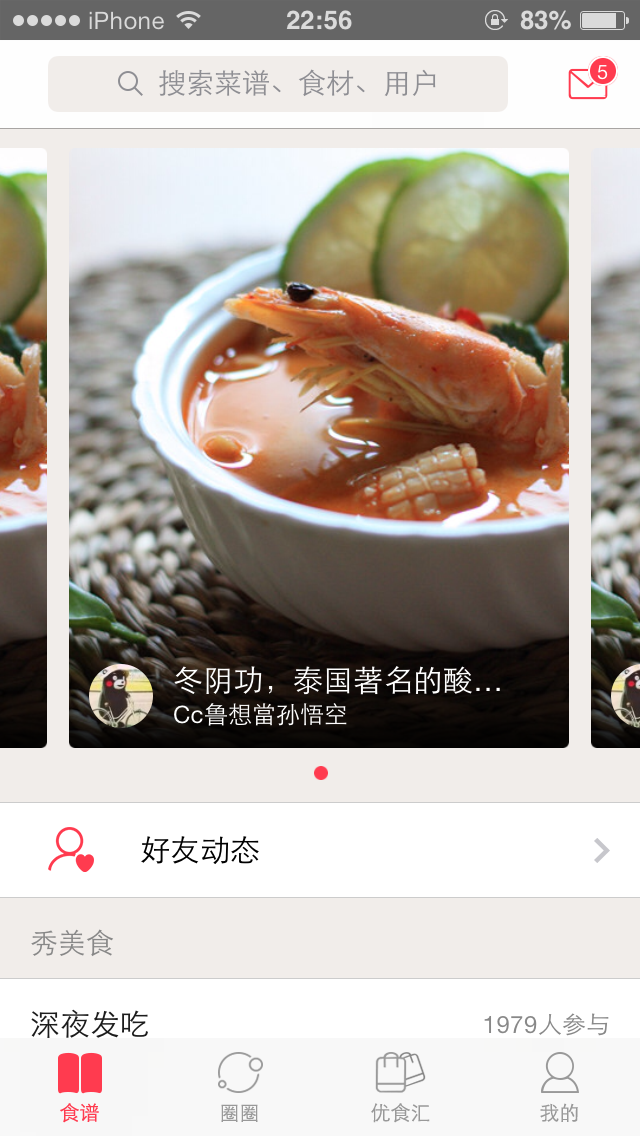 iPhone 22:56 83%
搜索菜谱、食材、用户
5
冬阴功，泰国著名的酸…
Cc鲁想當孙悟空
好友动态
秀美食
深夜发吃 1979人参与
食谱 圈圈 优食汇 我的